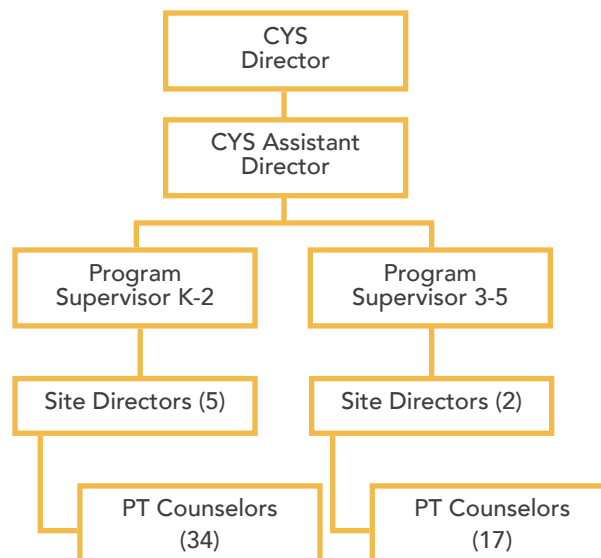 CYS
Director
CYS Assistant
Director
Program
Supervisor K-2
Program
Supervisor 3-5
Site Directors (5)
Site Directors (2)
PT Counselors
(34)
PT Counselors
(17)